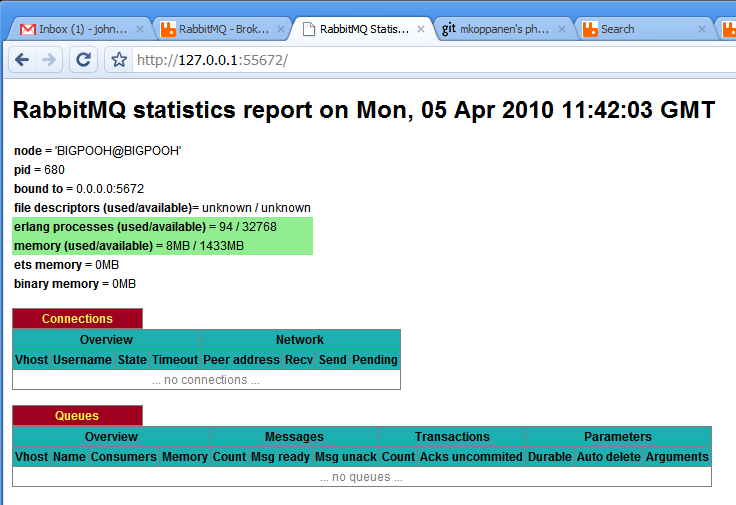 Inbox (1) - john...
RabbitMQ - Brok...
RabbitMQ Statis...
git mkoppanen's ph...
Search
http://127.0.0.1:55672/
RabbitMQ statistics report on Mon, 05 Apr 2010 11:42:03 GMT
node = 'BIGPOOH@BIGPOOH'
pid = 680
bound to = 0.0.0.0:5672
file descriptors (used/available)= unknown / unknown
erlang processes (used/available) = 94 / 32768
memory (used/available) = 8MB / 1433MB
ets memory = 0MB
binary memory = 0MB
Connections
Overview Network
Vhost Username State Timeout Peer address Recv Send Pending
... no connections ...
Queues
Overview Messages Transactions Parameters
Vhost Name Consumers Memory Count Msg ready Msg unack Count Acks uncommited Durable Auto delete Arguments
... no queues ...